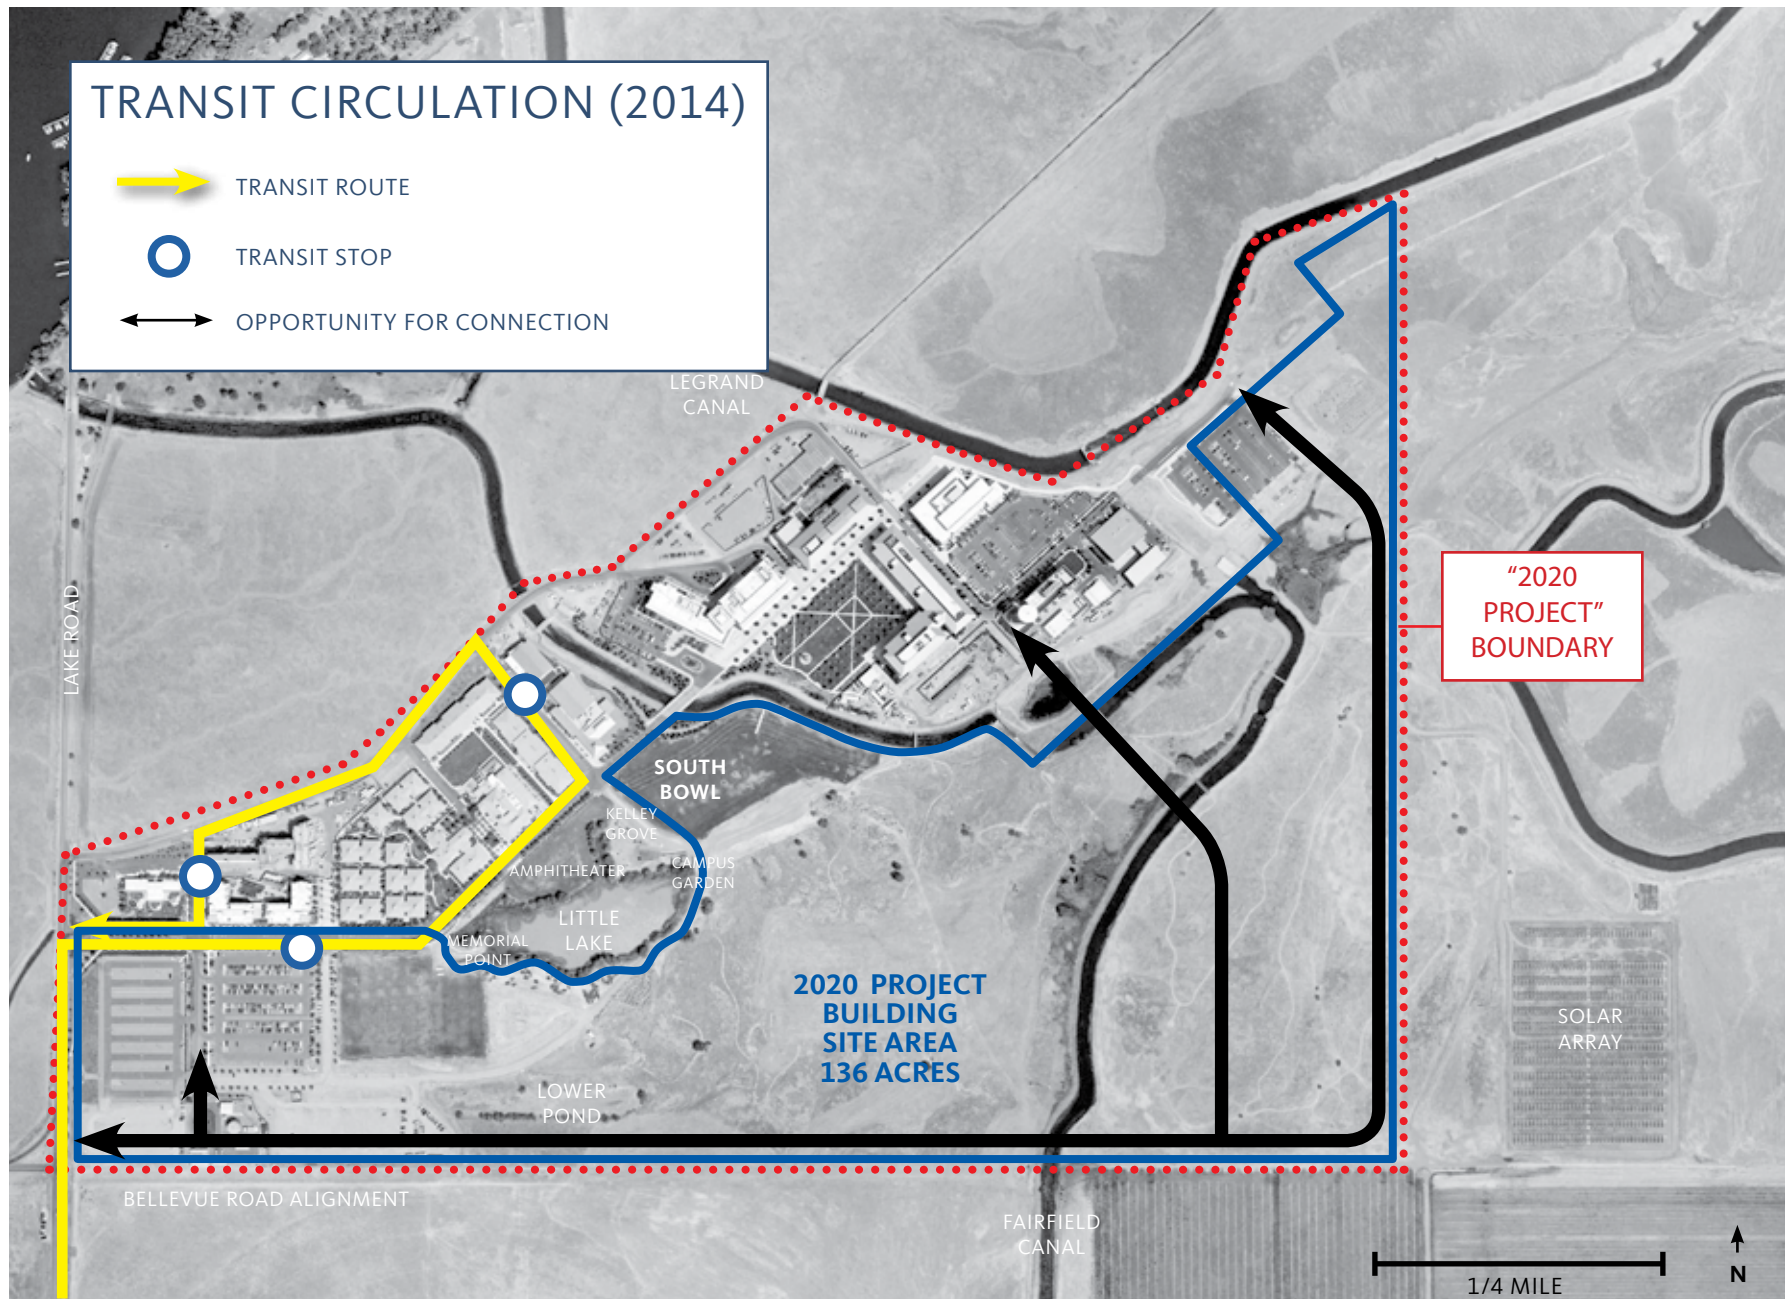 TRANSIT CIRCULATION (2014)
TRANSIT ROUTE
TRANSIT STOP
OPPORTUNITY FOR CONNECTION
LEGRAND
CANAL
LAKE ROAD
“2020
PROJECT”
BOUNDARY
SOUTH
BOWL
KELLEY
GROVE
AMPHITHEATER
CAMPUS
GARDEN
LITTLE
LAKE
MEMORIAL
POINT
2020 PROJECT
BUILDING
SITE AREA
136 ACRES
SOLAR
ARRAY
LOWER
POND
BELLEVUE ROAD ALIGNMENT
FAIRFIELD
CANAL
1/4 MILE
N